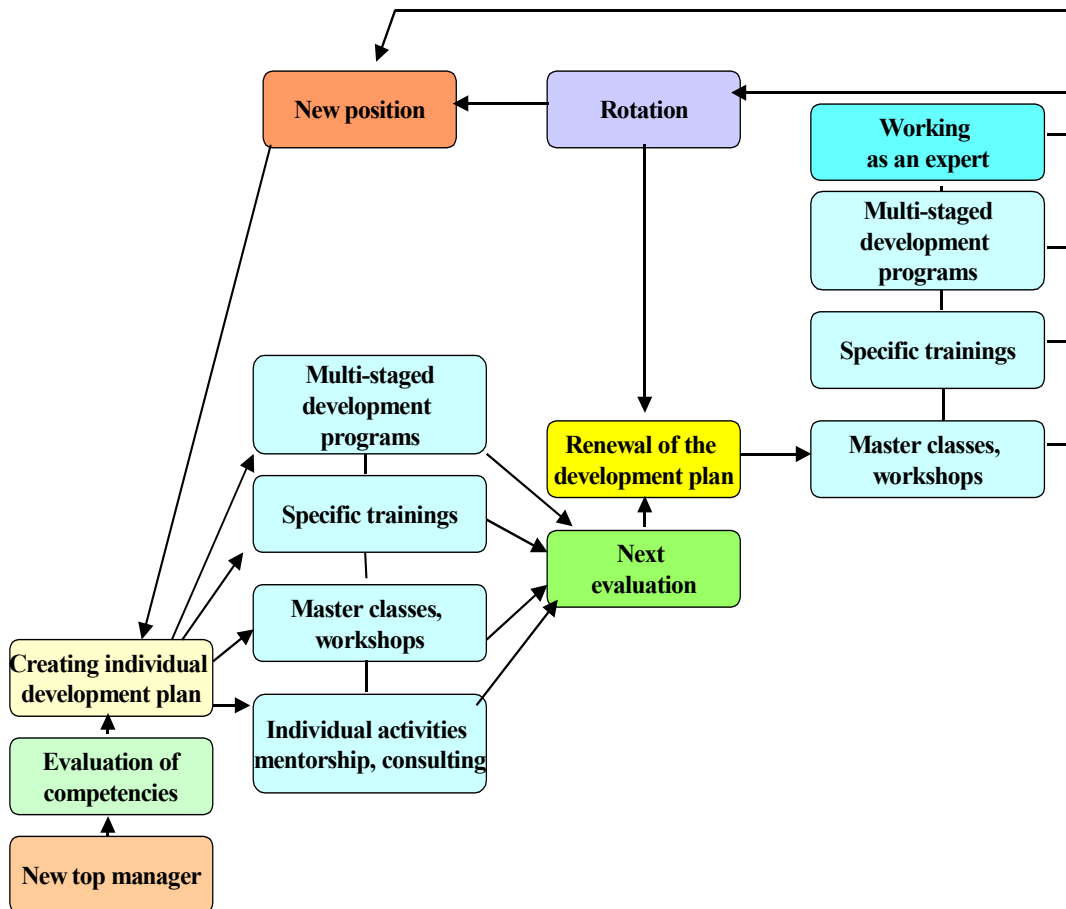 New position
Rotation
Working
as an expert
Multi-staged
development
programs
Specific trainings
Master classes,
workshops
Multi-staged
development
programs
Specific trainings
Master classes,
workshops
Individual activities
mentorship, consulting
Renewal of the
development plan
Next
evaluation
Creating individual
development plan
Evaluation of
competencies
New top manager